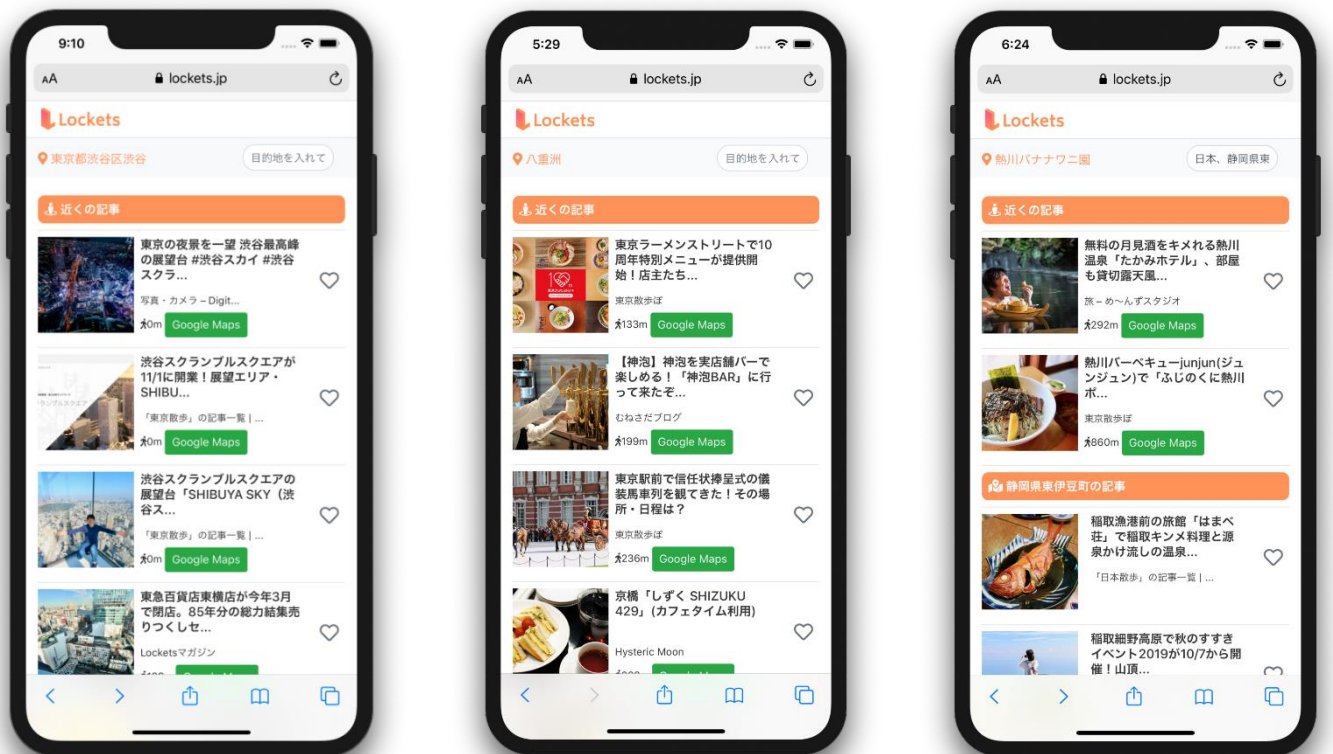 9:10
AA
lockets.jp
Lockets
東京都渋谷区渋谷
目的地を入れて
近くの記事
東京の夜景を一望 渋谷最高峰
の展望台 #渋谷スカイ #渋谷
スクラ...
写真・カメラ – Digit...
0m Google Maps
渋谷スクランブルスクエアが
11/1に開業！展望エリア・
SHIBU...
「東京散歩」の記事一覧 | ...
0m Google Maps
渋谷スクランブルスクエアの
展望台「SHIBUYA SKY（渋
谷ス...
「東京散歩」の記事一覧 | ...
0m Google Maps
東急百貨店東横店が今年3月
で閉店。85年分の総力結集売
りつくしセ...
Locketsマガジン
5:29
AA
lockets.jp
Lockets
八重洲
目的地を入れて
近くの記事
東京ラーメンストリートで10
周年特別メニューが提供開
始！店主たち...
東京散歩ぽ
133m Google Maps
【神泡】神泡を実店舗バーで
楽しめる！「神泡BAR」に行
って来たぞ...
むねさだブログ
199m Google Maps
東京駅前で信任状捧呈式の儀
装馬車列を観てきた！その場
所・日程は？
東京散歩ぽ
236m Google Maps
京橋「しずく SHIZUKU
429」(カフェタイム利用)
Hysteric Moon
6:24
AA
lockets.jp
Lockets
熱川バナナワニ園
日本、静岡県東
近くの記事
無料の月見酒をキメれる熱川
温泉「たかみホテル」、部屋
も貸切露天風...
旅 – め〜んずスタジオ
292m Google Maps
熱川バーベキューjunjun(ジュ
ンジュン)で「ふじのくに熱川
ポ...
東京散歩ぽ
860m Google Maps
静岡県東伊豆町の記事
稲取漁港前の旅館「はまべ
荘」で稲取キンメ料理と源
泉かけ流しの温泉...
「日本散歩」の記事一覧 | ...
稲取細野高原で秋のすすき
イベント2019が10/7から開
催！山頂...